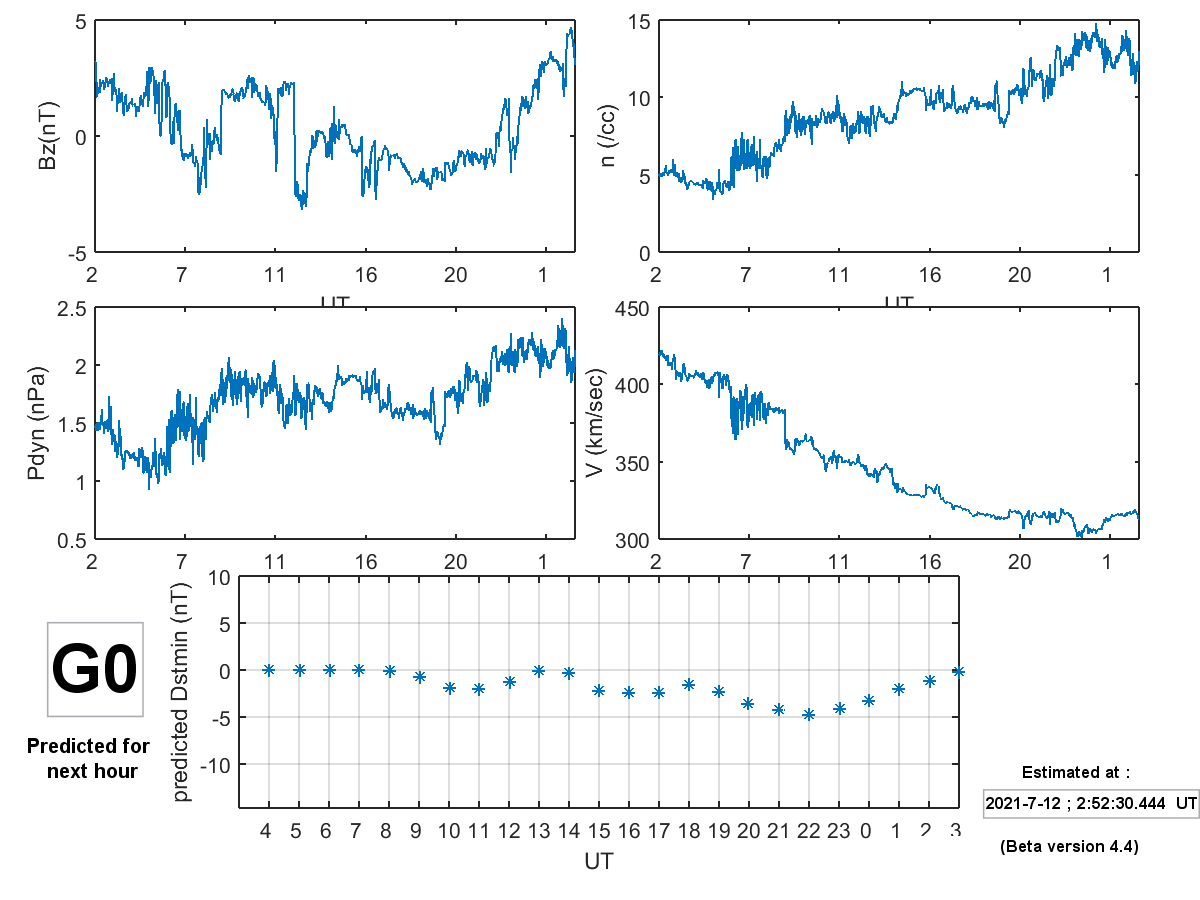 5
0
-5
Bz(nT)
2 7 11 16 20 1
UT
15
10
5
0
n (/cc)
2 7 11 16 20 1
UT
2.5
2
1.5
1
0.5
Pdyn (nPa)
2 7 11 16 20 1
450
400
350
300
V (km/sec)
2 7 11 16 20 1
10
5
0
-5
-10
predicted Dstmin (nT)
4 5 6 7 8 9 10 11 12 13 14 15 16 17 18 19 20 21 22 23 0 1 2 3
UT
G0
Predicted for
next hour
Estimated at :
2021-7-12 ; 2:52:30.444 UT
(Beta version 4.4)